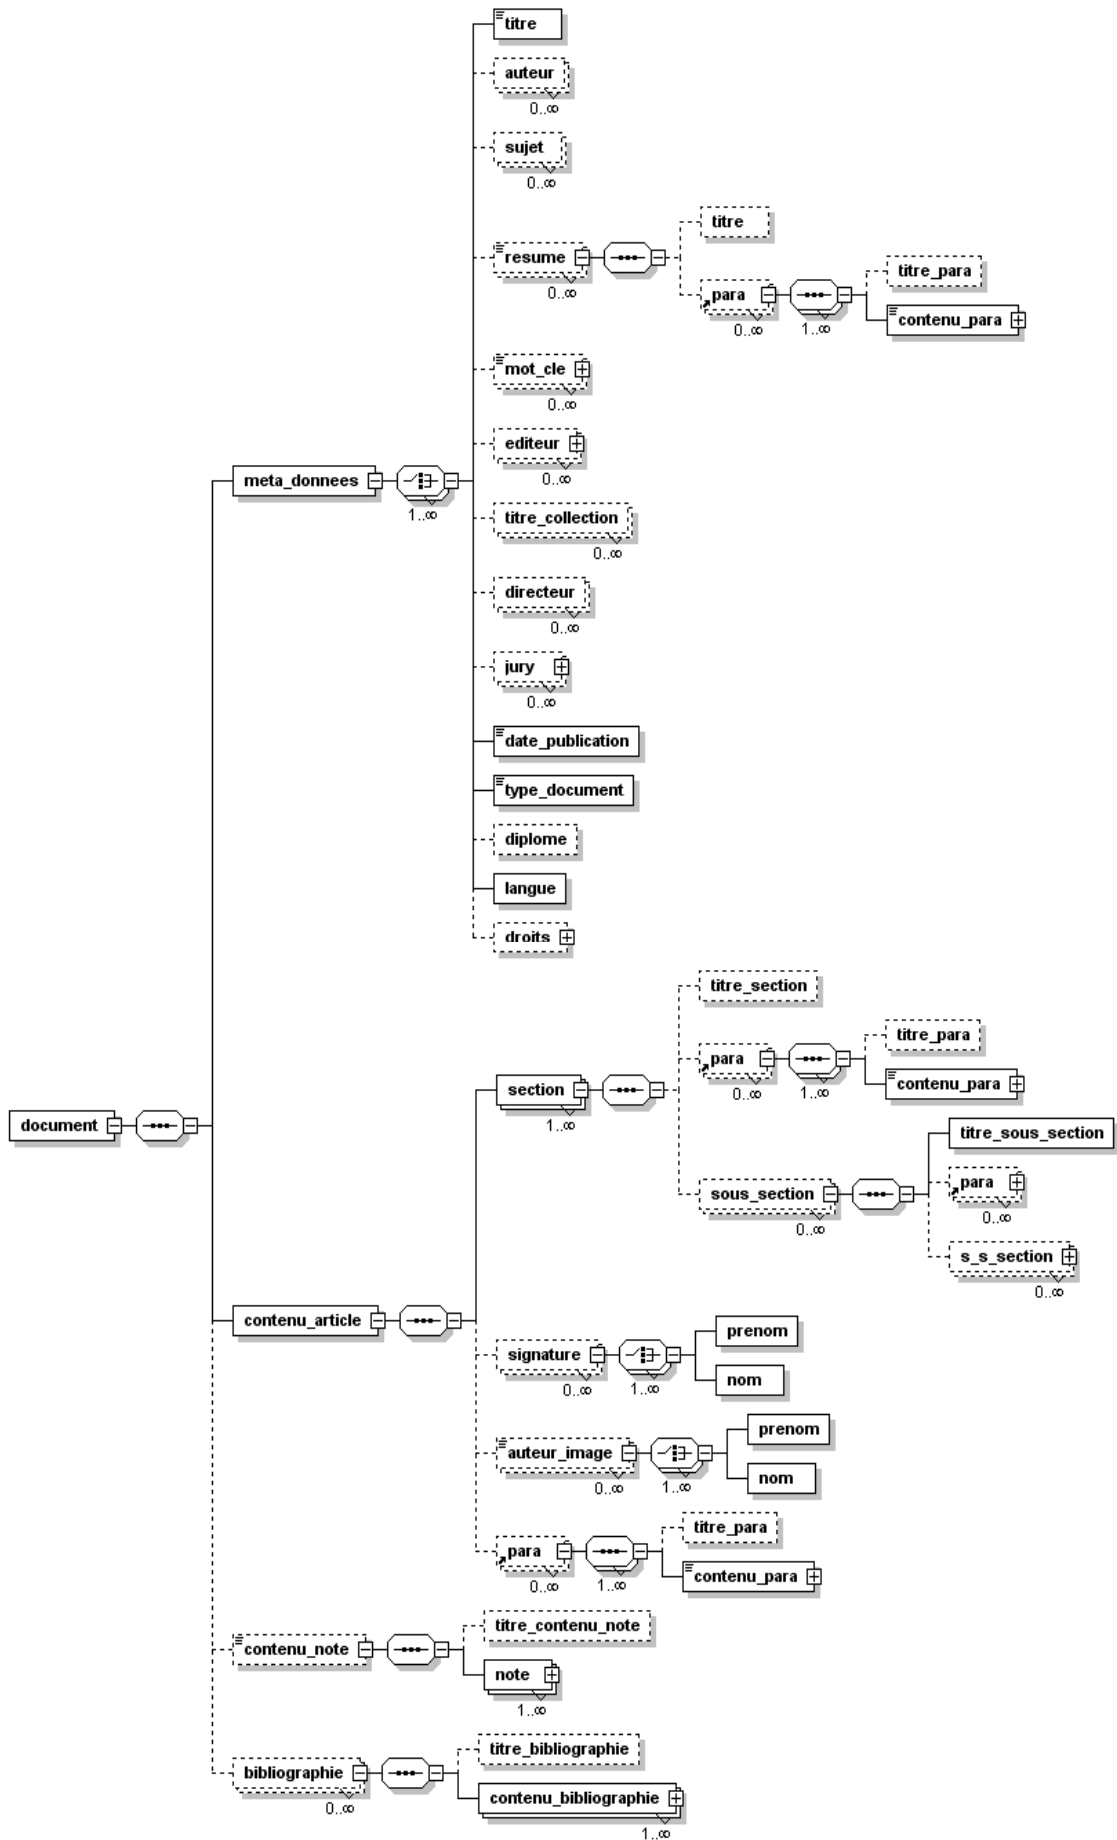 titre
auteur
0..∞
sujet
0..∞
titre
resume
0..∞
titre_para
para
0..∞
1..∞
contenu_para
mot_cle
0..∞
editeur
0..∞
meta_donnees
1..∞
titre_collection
0..∞
directeur
0..∞
jury
0..∞
date_publication
type_document
diplome
langue
droits
titre_section
titre_para
para
0..∞
1..∞
contenu_para
section
1..∞
document
titre_sous_section
para
0..∞
sous_section
0..∞
s_s_section
0..∞
contenu_article
prenom
signature
0..∞
1..∞
nom
prenom
auteur_image
0..∞
1..∞
nom
titre_para
para
0..∞
1..∞
contenu_para
titre_contenu_note
contenu_note
note
1..∞
titre_bibliographie
bibliographie
0..∞
contenu_bibliographie
1..∞